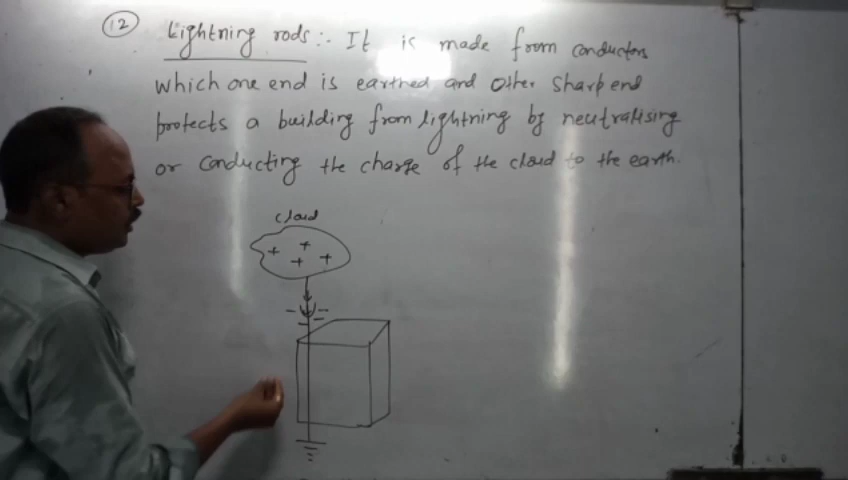 12 Lightning rods:- It is made from conductors
which one end is earthed and other sharp end
protects a building from lightning by neutralising
or conducting the charge of the cloud to the earth.
cloud
+ + + +